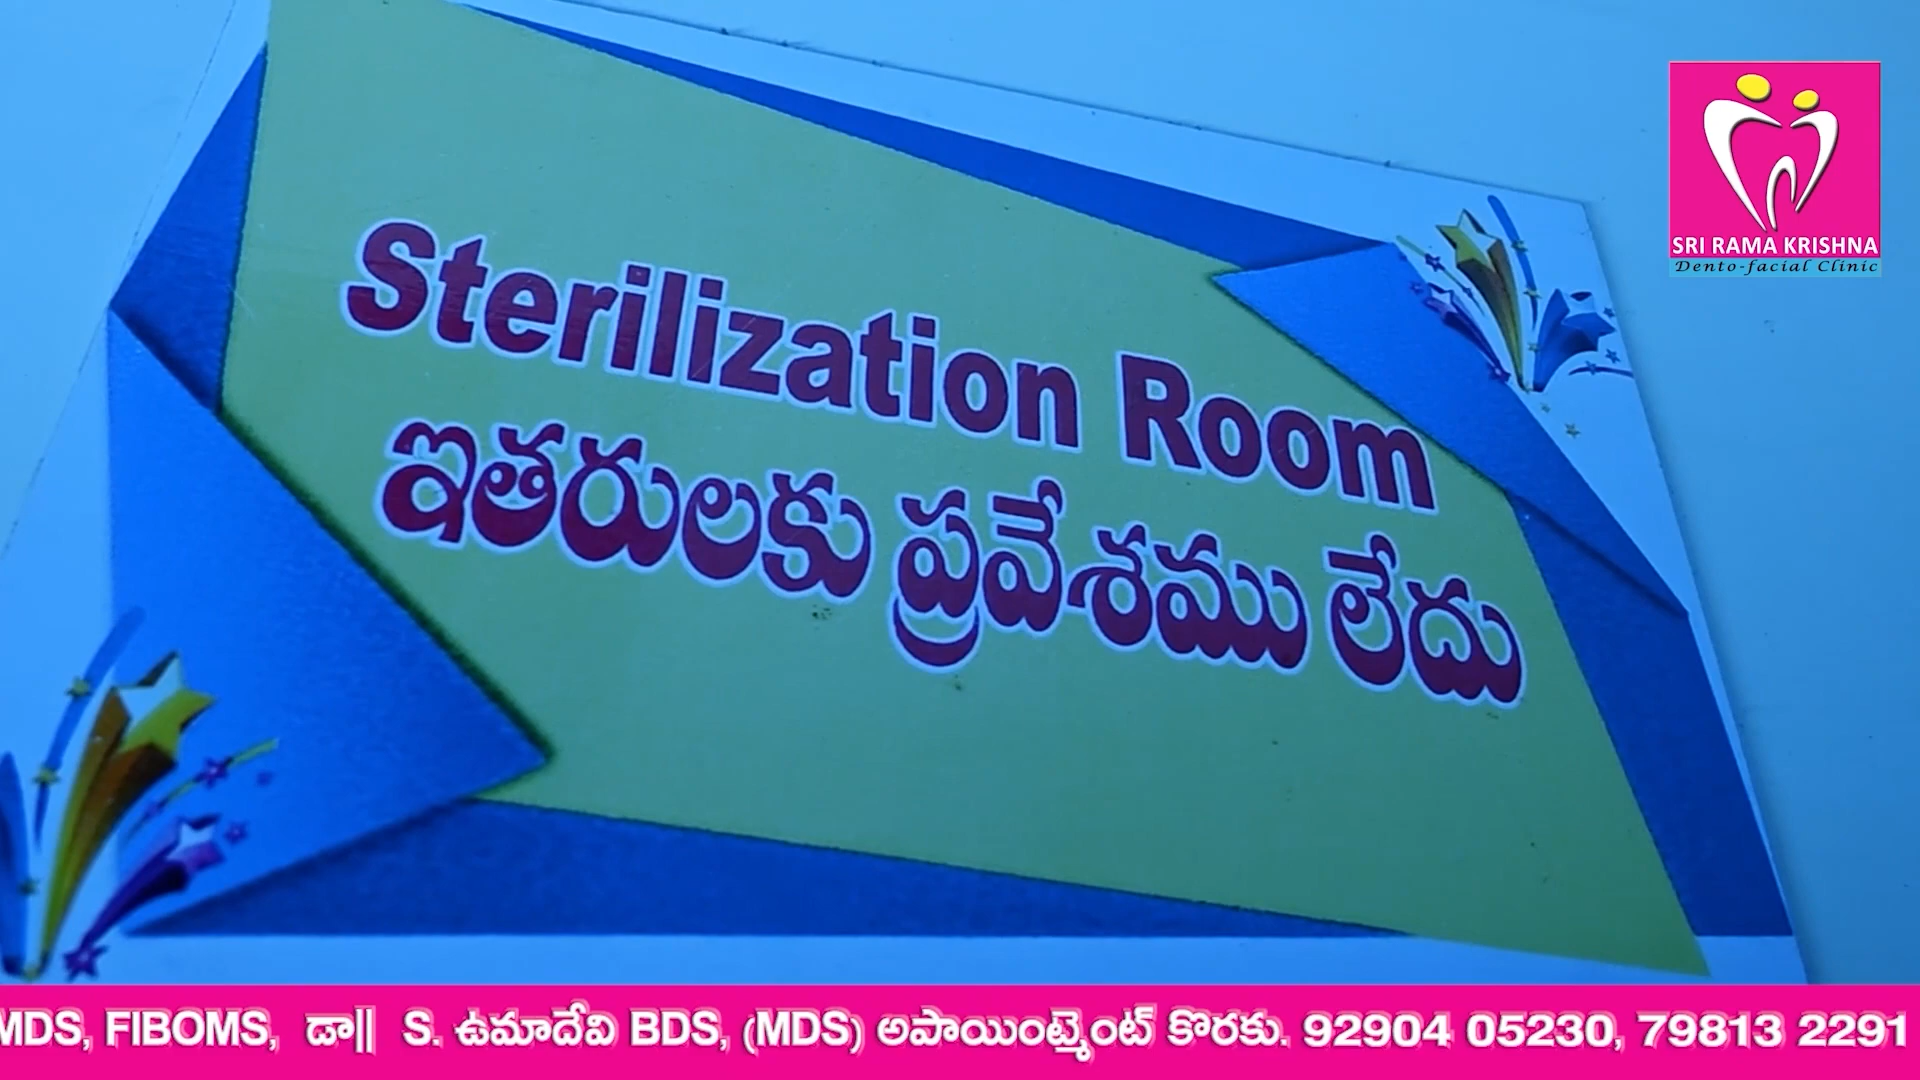 Sterilization Room
ఇతరులకు ప్రవేశము లేదు
SRI RAMA KRISHNA
Dento-facial Clinic
MDS, FIBOMS, డా|| S. ఉమాదేవి BDS, (MDS) అపాయింట్మెంట్ కొరకు. 92904 05230, 79813 2291